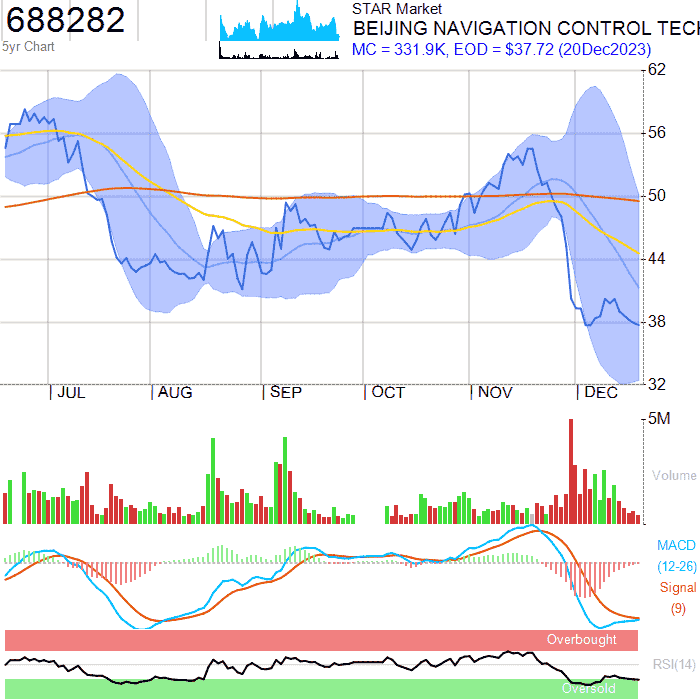 688282
5yr Chart
STAR Market
BEIJING NAVIGATION CONTROL TECH
MC = 331.9K, EOD = $37.72 (20Dec2023)
62
56
50
44
38
32
JUL AUG SEP OCT NOV DEC
5M
Volume
MACD
(12-26)
Signal
(9)
Overbought
RSI(14)
Oversold